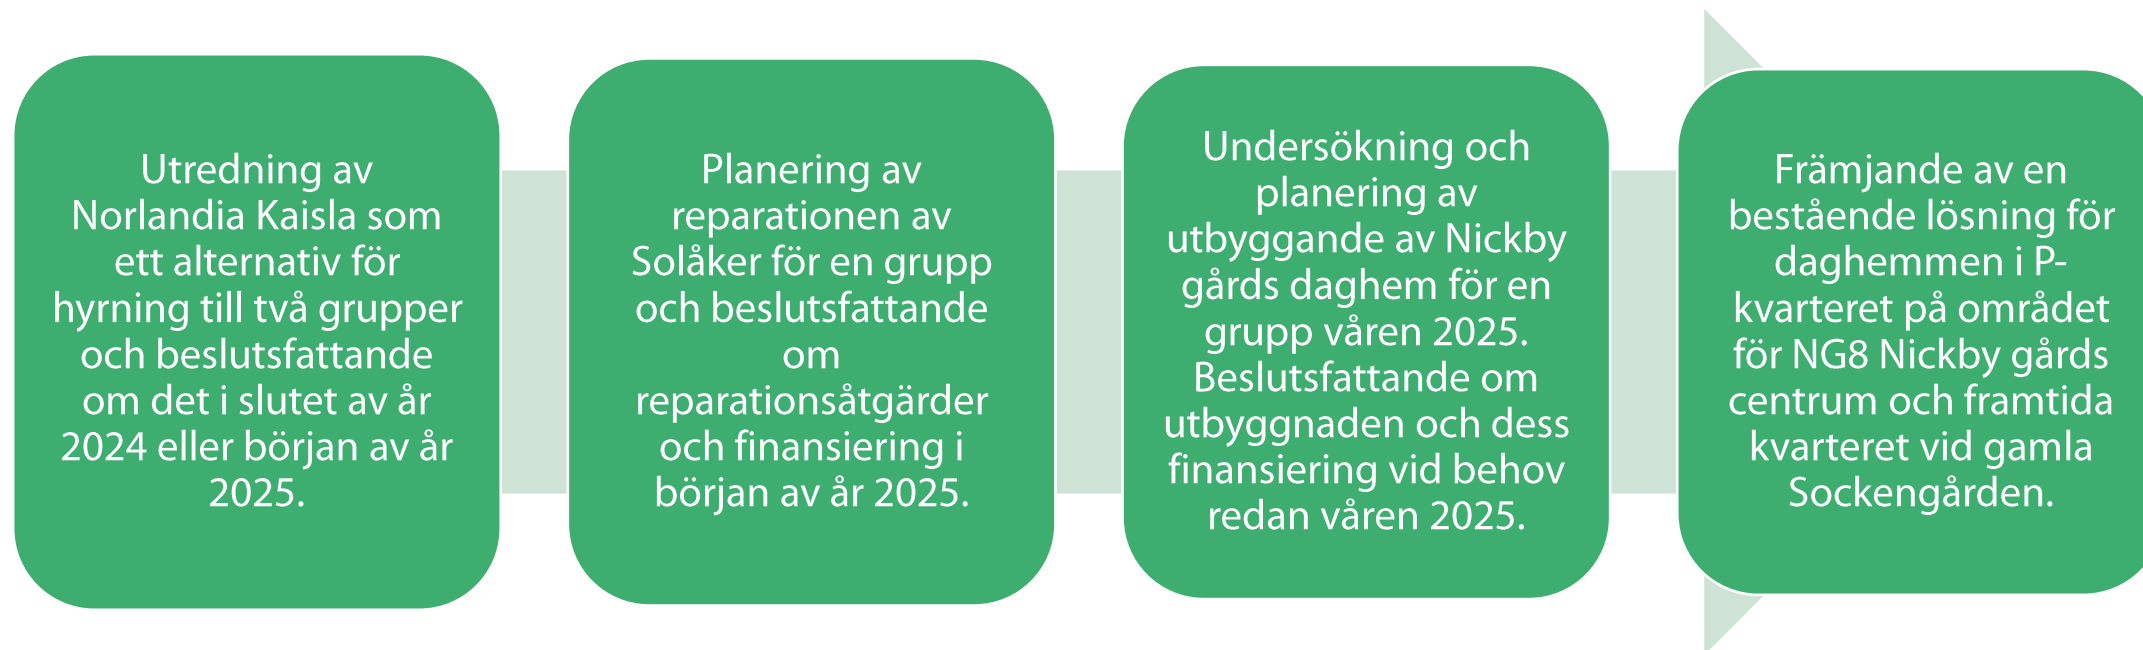 Utredning av
Norlandia Kaisla som
ett alternativ för
hyrning till två grupper
och beslutsfattande
om det i slutet av år
2024 eller början av år
2025.
Planering av
reparationen av
Solåker för en grupp
och beslutsfattande
om
reparationsåtgärder
och finansiering i
början av år 2025.
Undersökning och
planering av
utbyggande av Nickby
gårds daghem för en
grupp våren 2025.
Beslutsfattande om
utbyggnaden och dess
finansiering vid behov
redan våren 2025.
Främjande av en
bestående lösning för
daghemmen i P-
kvarteret på området
för NG8 Nickby gårds
centrum och framtida
kvarteret vid gamla
Sockengården.